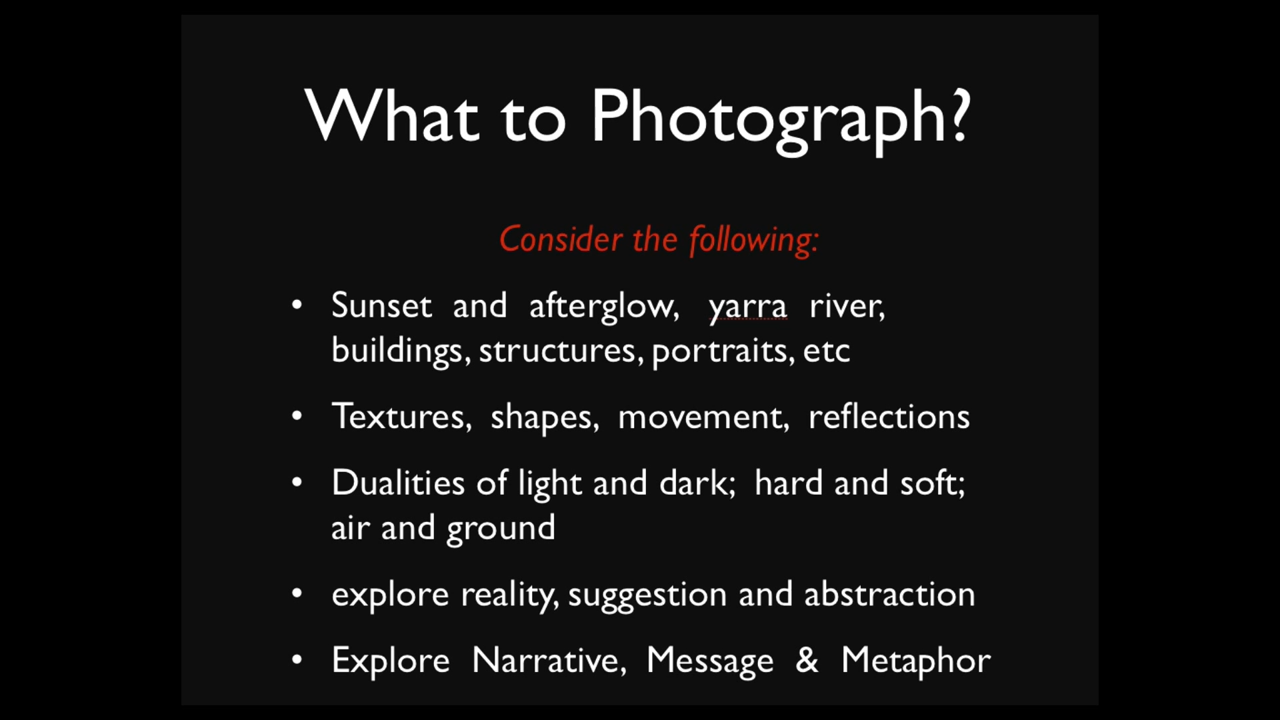 What to Photograph?
Consider the following:
• Sunset and afterglow, yarra river,
buildings, structures, portraits, etc
• Textures, shapes, movement, reflections
• Dualities of light and dark; hard and soft;
air and ground
• explore reality, suggestion and abstraction
• Explore Narrative, Message & Metaphor